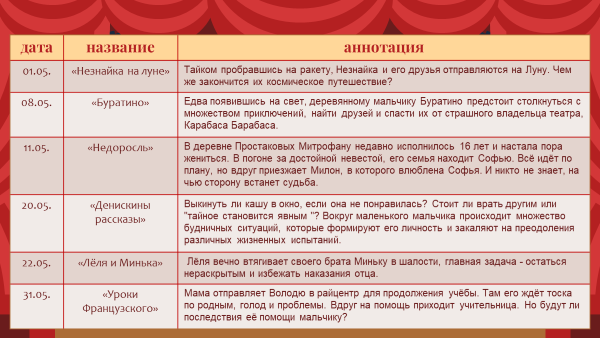 дата название аннотация
01.05. «Незнайка на луне» Тайком пробравшись на ракету, Незнайка и его друзья отправляются на Луну. Чем
же закончится их космическое путешествие?
08.05. «Буратино» Едва появившись на свет, деревянному мальчику Буратино предстоит столкнуться с
множеством приключений, найти друзей и спасти их от страшного владельца театра,
Карабаса Барабаса.
11.05. «Недоросль» В деревне Простаковых Митрофану недавно исполнилось 16 лет и настала пора
жениться. В погоне за достойной невестой, его семья находит Софью. Всё идёт по
плану, но вдруг приезжает Милон, в которого влюблена Софья. И никто не знает, на
чью сторону встанет судьба.
20.05. «Денискины
рассказы»
Выкинуть ли кашу в окно, если она не понравилась? Стоит ли врать другим или
"тайное становится явным "? Вокруг маленького мальчика происходит множество
будничных ситуаций, которые формируют его личность и закаляют на преодоления
различных жизненных испытаний.
22.05. «Лёля и Минька» Лёля вечно втягивает своего брата Миньку в шалости, главная задача - остаться
нераскрытым и избежать наказания отца.
31.05. «Уроки
Французского»
Мама отправляет Володю в райцентр для продолжения учёбы. Там его ждёт тоска
по родным, голод и проблемы. Вдруг на помощь приходит учительница. Но будут ли
последствия её помощи мальчику?